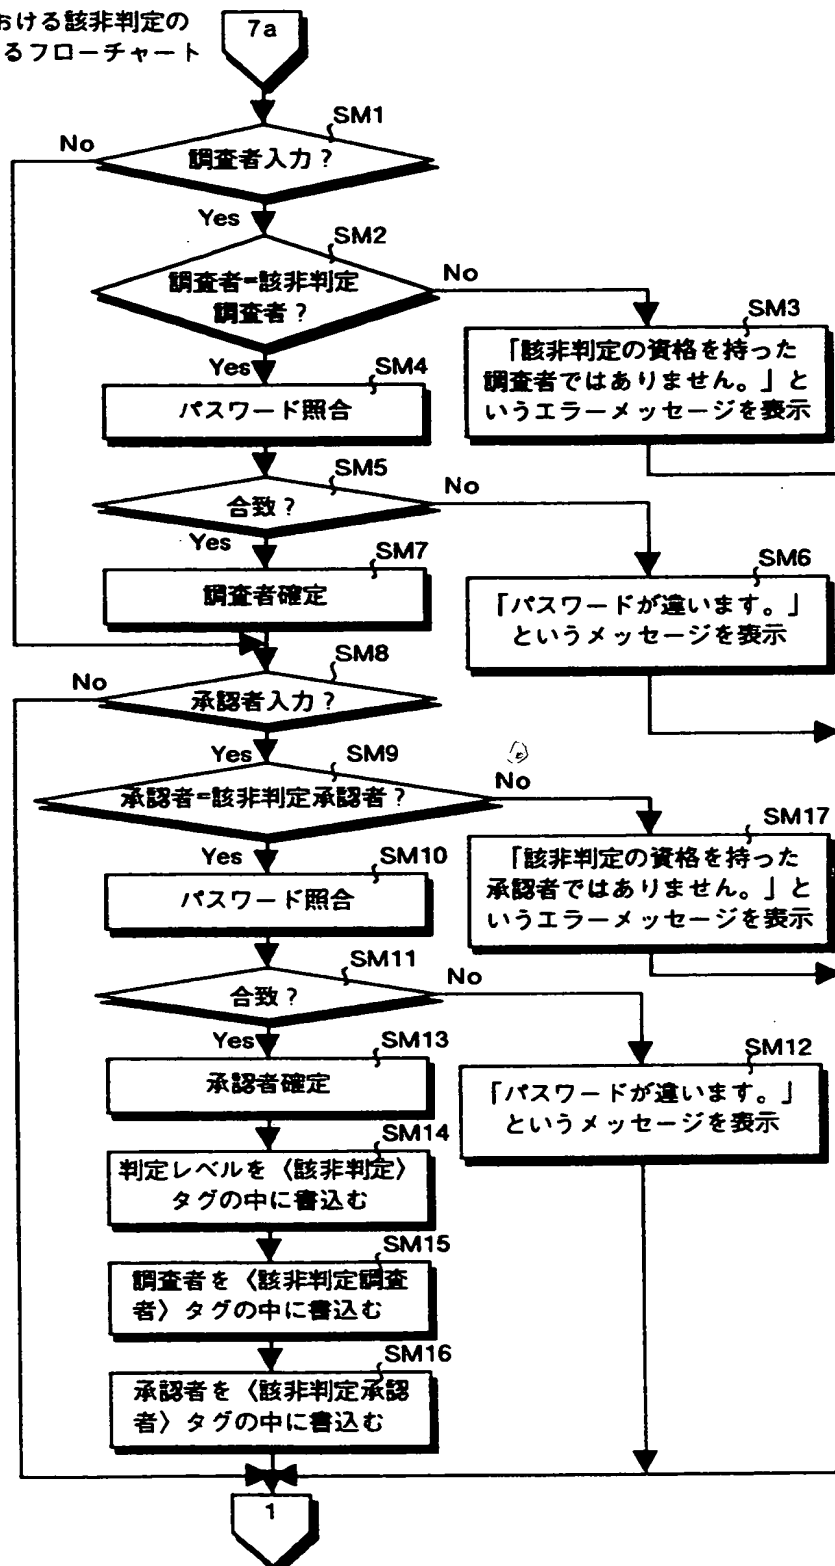 おける該非判定の
るフローチャート
7a
SM1
No
調査者入力?
Yes
SM2
調査者=該非判定
調査者?
No
SM3
「該非判定の資格を持った
調査者ではありません。」と
いうエラーメッセージを表示
Yes
SM4
パスワード照合
SM5
合致?
No
Yes
SM7
調査者確定
SM6
「パスワードが違います。」
というメッセージを表示
SM8
No
承認者入力?
Yes
SM9
承認者=該非判定承認者?
No
SM17
「該非判定の資格を持った
承認者ではありません。」と
いうエラーメッセージを表示
Yes
SM10
パスワード照合
SM11
合致?
No
Yes
SM13
承認者確定
SM12
「パスワードが違います。」
というメッセージを表示
SM14
判定レベルを〈該非判定〉
タグの中に書込む
SM15
調査者を〈該非判定調査
者〉タグの中に書込む
SM16
承認者を〈該非判定承認
者〉タグの中に書込む
1